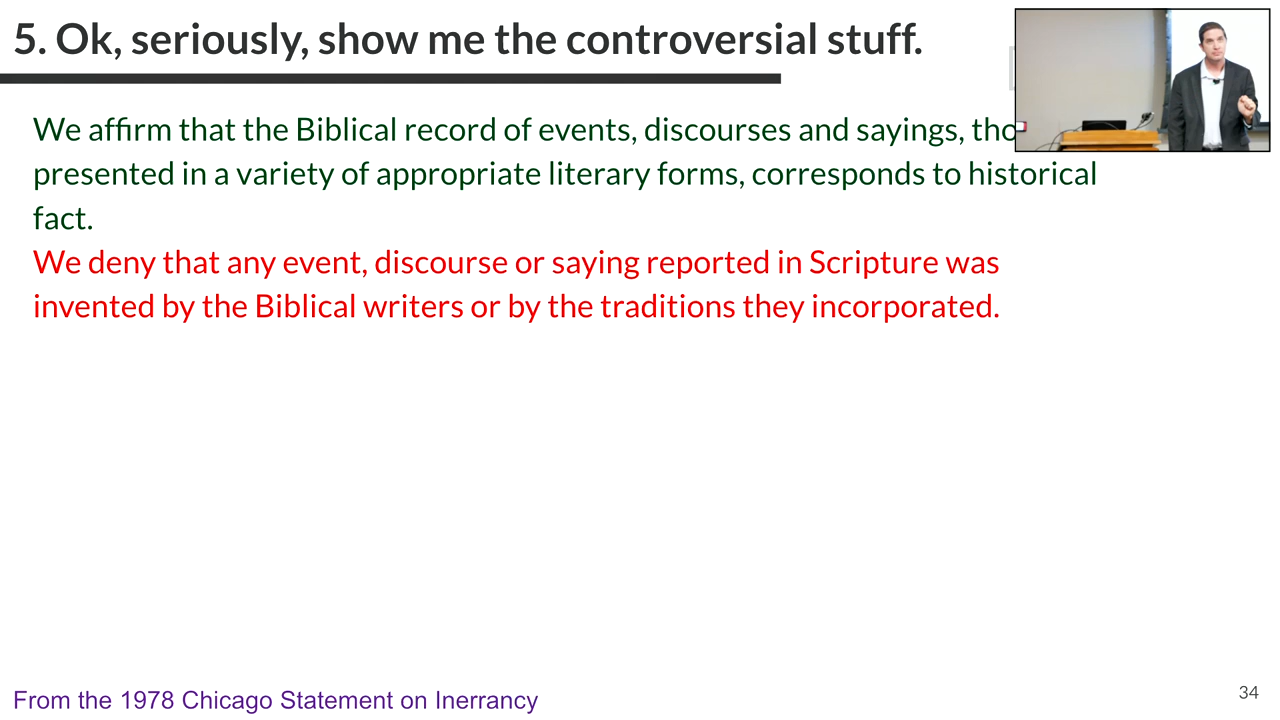 5. Ok, seriously, show me the controversial stuff.
We affirm that the Biblical record of events, discourses and sayings,
presented in a variety of appropriate literary forms, corresponds to historical
fact.
We deny that any event, discourse or saying reported in Scripture was
invented by the Biblical writers or by the traditions they incorporated.
From the 1978 Chicago Statement on Inerrancy
34